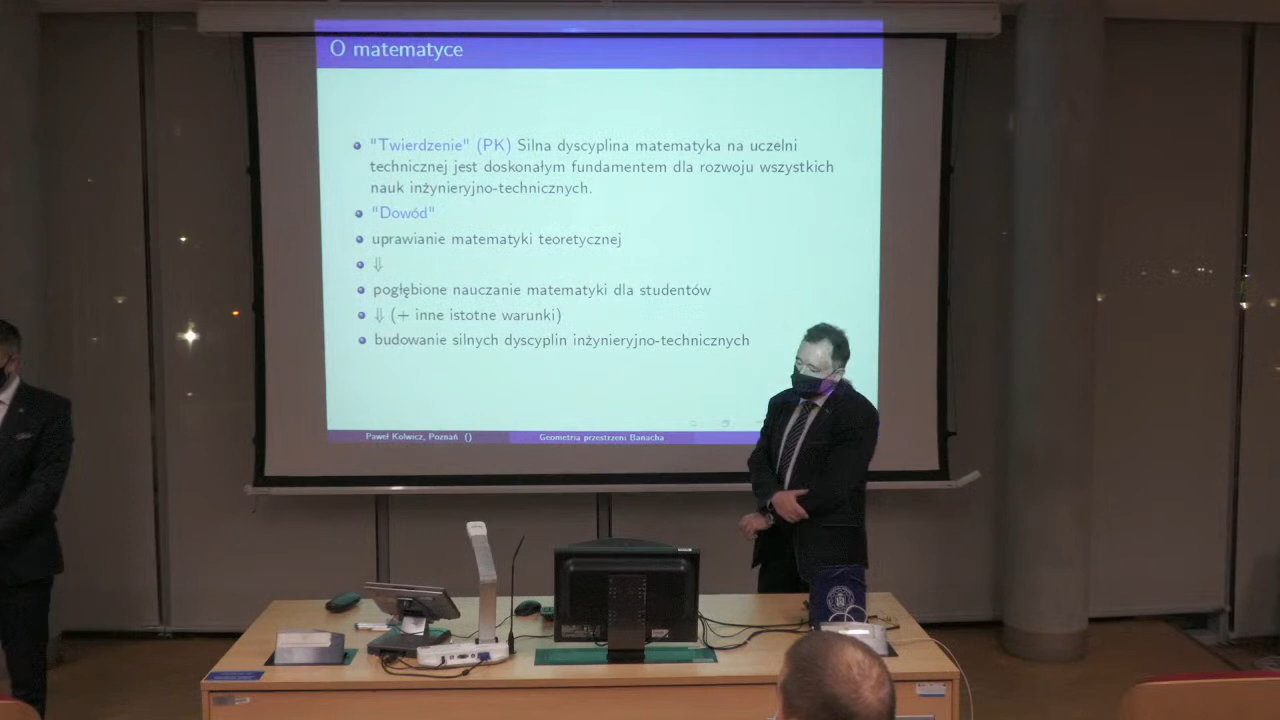 O matematyce
"Twierdzenie" (PK) Silna dyscyplina matematyka na uczelni
technicznej jest doskonałym fundamentem dla rozwoju wszystkich
nauk inżynieryjno-technicznych.
"Dowód"
uprawianie matematyki teoretycznej
⇓
pogłębione nauczanie matematyki dla studentów
⇓ (+ inne istotne warunki)
budowanie silnych dyscyplin inżynieryjno-technicznych
Paweł Kolwicz, Poznań ()
Geometria przestrzeni Banacha